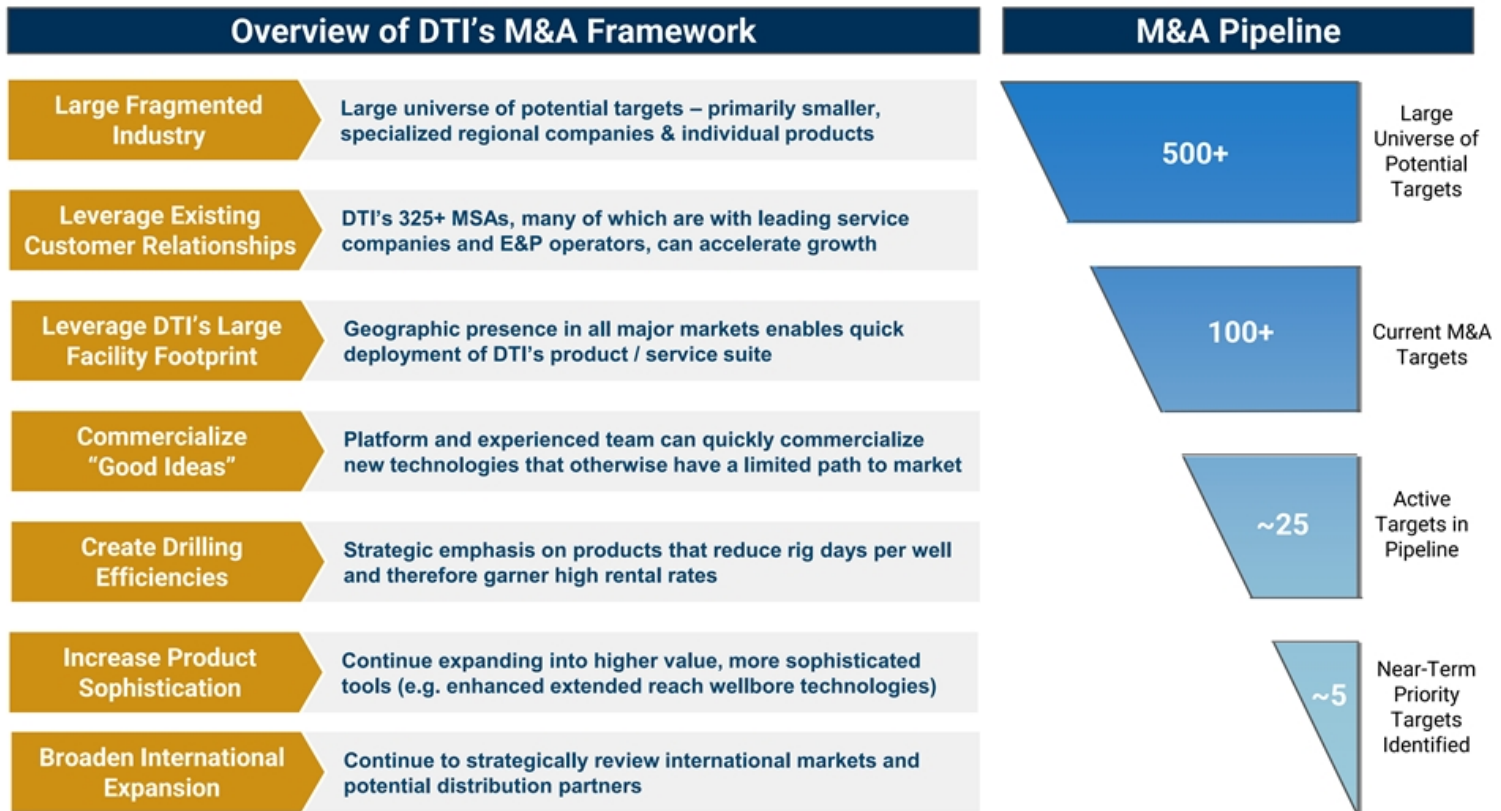 Overview of DTI's M&A Framework
Large Fragmented
Industry
Large universe of potential targets – primarily smaller,
specialized regional companies & individual products
Leverage Existing
Customer Relationships
DTI's 325+ MSAs, many of which are with leading service
companies and E&P operators, can accelerate growth
Leverage DTI's Large
Facility Footprint
Geographic presence in all major markets enables quick
deployment of DTI's product / service suite
Commercialize
“Good Ideas”
Platform and experienced team can quickly commercialize
new technologies that otherwise have a limited path to market
Create Drilling
Efficiencies
Strategic emphasis on products that reduce rig days per well
and therefore garner high rental rates
Increase Product
Sophistication
Continue expanding into higher value, more sophisticated
tools (e.g. enhanced extended reach wellbore technologies)
Broaden International
Expansion
Continue to strategically review international markets and
potential distribution partners
M&A Pipeline
500+
Large
Universe of
Potential
Targets
100+
Current M&A
Targets
~25
Active
Targets in
Pipeline
~5
Near-Term
Priority
Targets
Identified